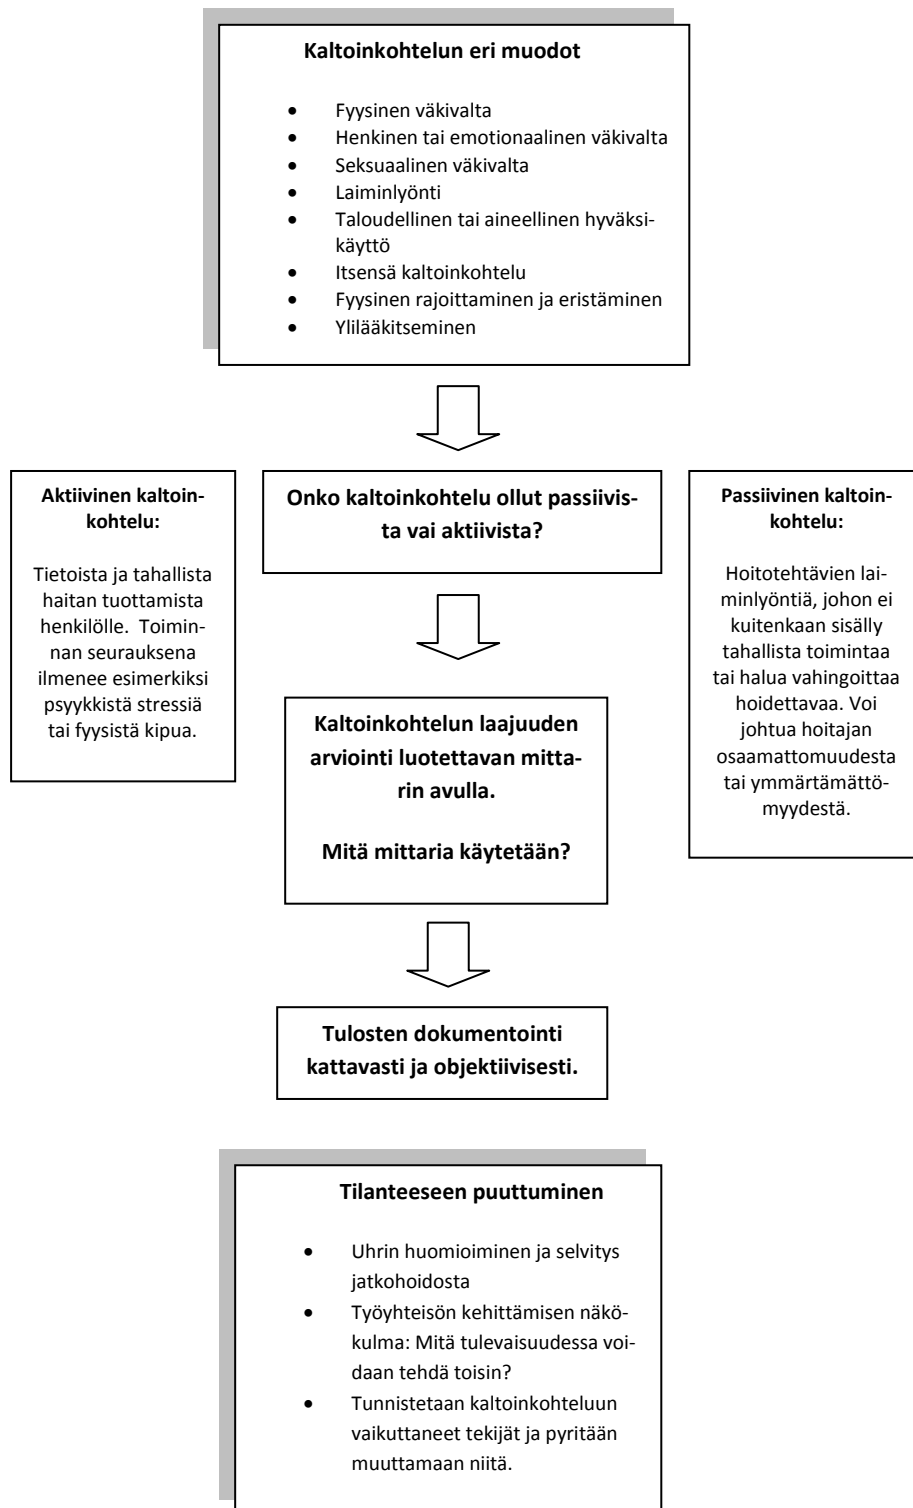 Kaltoinkohtelun eri muodot
• Fyysinen väkivalta
• Henkinen tai emotionaalinen väkivalta
• Seksuaalinen väkivalta
• Laiminlyönti
• Taloudellinen tai aineellinen hyväksi-
käyttö
• Itsensä kaltoinkohtelu
• Fyysinen rajoittaminen ja eristäminen
• Ylilääkitseminen
Aktiivinen kaltoin-
kohtelu:
Tietoista ja tahallista
haitan tuottamista
henkilölle. Toimin-
nan seurauksena
ilmenee esimerkiksi
psyykkistä stressiä
tai fyysistä kipua.
Onko kaltoinkohtelu ollut passiivis-
ta vai aktiivista?
Passiivinen kaltoin-
kohtelu:
Hoitotehtävien lai-
minlyöntiä, johon ei
kuitenkaan sisälly
tahallista toimintaa
tai halua vahingoittaa
hoidettavaa. Voi
johtua hoitajan
osaamattomuudesta
tai ymmärtämättö-
myydestä.
Kaltoinkohtelun laajuuden
arviointi luotettavan mitta-
rin avulla.
Mitä mittaria käytetään?
Tulosten dokumentointi
kattavasti ja objektiivisesti.
Tilanteeseen puuttuminen
• Uhrin huomioiminen ja selvitys
jatkohoidosta
• Työyhteisön kehittämisen näkö-
kulma: Mitä tulevaisuudessa voi-
daan tehdä toisin?
• Tunnistetaan kaltoinkohteluun
vaikuttaneet tekijät ja pyritään
muuttamaan niitä.